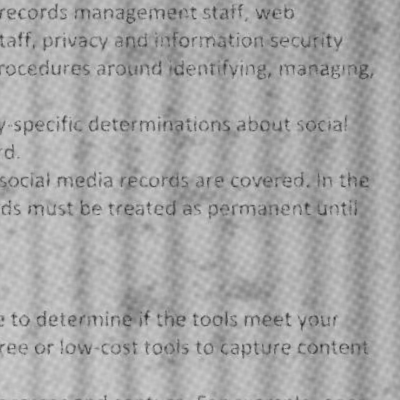 records management staff, web
taff, privacy and information security
rocedures around identifying, managing,
y-specific determinations about social
rd.
social media records are covered. In the
ds must be treated as permanent until
e to determine if the tools meet your
ree or low-cost tools to capture content